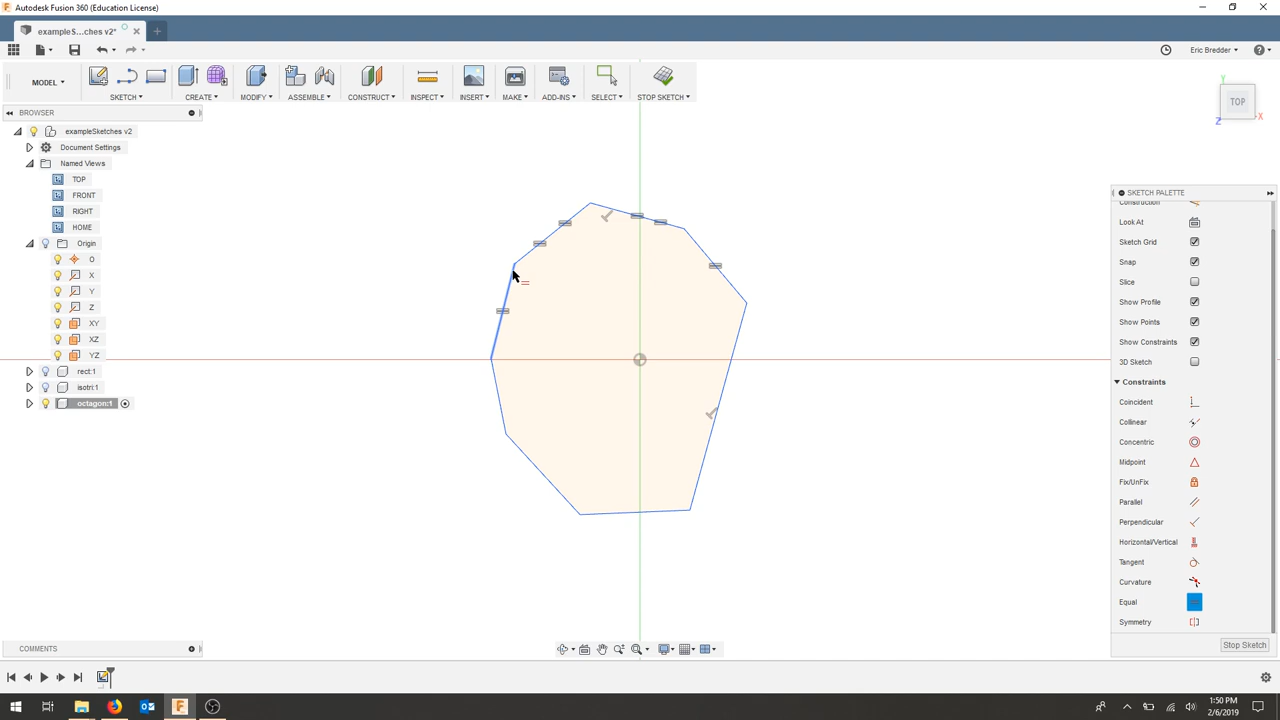 Autodesk Fusion 360 (Education License)
exampleS...ches v2*
Eric Bredder
MODEL
SKETCH
CREATE
MODIFY
ASSEMBLE
CONSTRUCT
INSPECT
INSERT
MAKE
ADD-INS
SELECT
STOP SKETCH
Y
TOP
Z
X
BROWSER
exampleSketches v2
Document Settings
Named Views
TOP
FRONT
RIGHT
HOME
Origin
O
X
Y
Z
XY
XZ
YZ
rect:1
isotri:1
octagon:1
SKETCH PALETTE
Construction
Look At
Sketch Grid
Snap
Slice
Show Profile
Show Points
Show Constraints
3D Sketch
Constraints
Coincident
Collinear
Concentric
Midpoint
Fix/UnFix
Parallel
Perpendicular
Horizontal/Vertical
Tangent
Curvature
Equal
Symmetry
Stop Sketch
COMMENTS
1:50 PM
2/6/2019